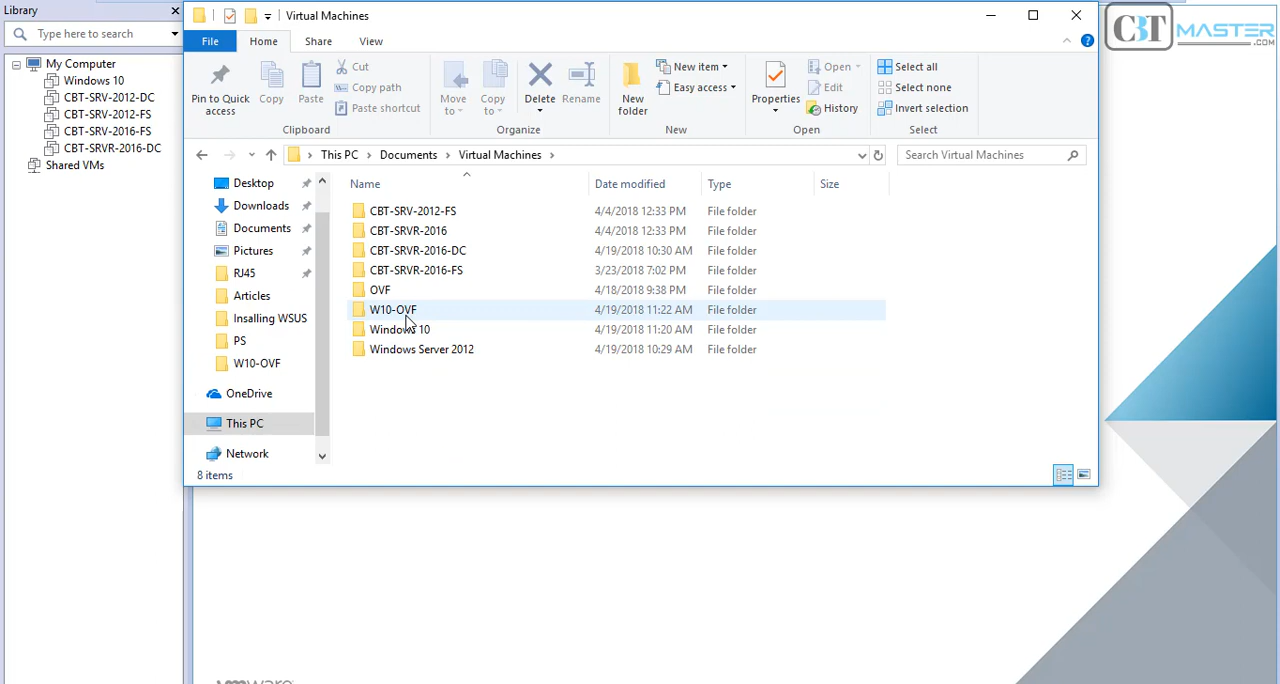 Library
Virtual Machines
CBT
MASTER
.COM
Type here to search
File
Home
Share
View
My Computer
Windows 10
CBT-SRV-2012-DC
CBT-SRV-2012-FS
CBT-SRV-2016-FS
CBT-SRVR-2016-DC
Shared VMs
Pin to Quick
access
Copy
Paste
Cut
Copy path
Paste shortcut
Clipboard
Move
to
Copy
to
Delete
Rename
Organize
New
folder
New item
Easy access
New
Properties
Open
Edit
History
Open
Select all
Select none
Invert selection
Select
This PC > Documents > Virtual Machines >
Search Virtual Machines
Name
Date modified
Type
Size
Desktop
Downloads
Documents
Pictures
RJ45
Articles
Insalling WSUS
PS
W10-OVF
OneDrive
This PC
Network
CBT-SRV-2012-FS 4/4/2018 12:33 PM File folder
CBT-SRVR-2016 4/4/2018 12:33 PM File folder
CBT-SRVR-2016-DC 4/19/2018 10:30 AM File folder
CBT-SRVR-2016-FS 3/23/2018 7:02 PM File folder
OVF 4/18/2018 9:38 PM File folder
W10-OVF 4/19/2018 11:22 AM File folder
Windows 10 4/19/2018 11:20 AM File folder
Windows Server 2012 4/19/2018 10:29 AM File folder
8 items
vmware